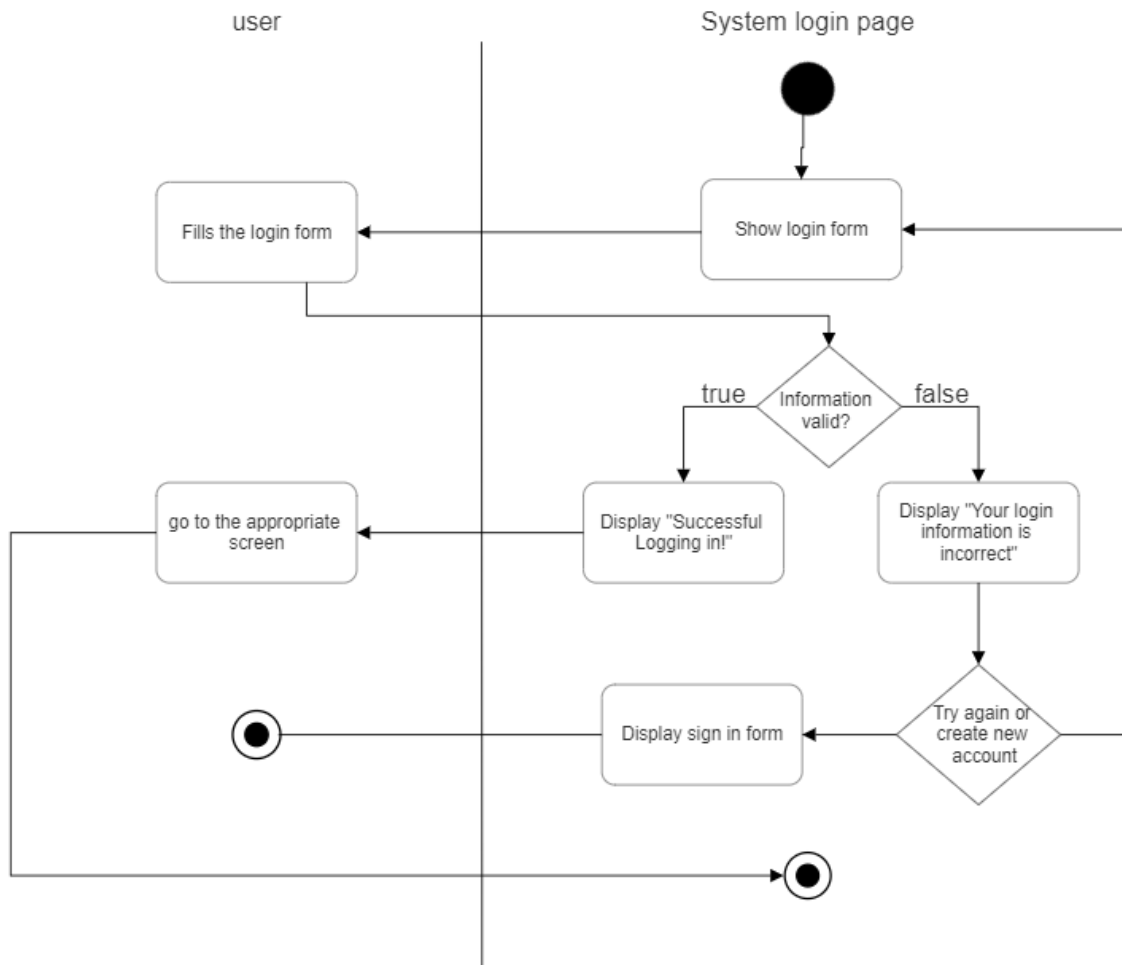 user
System login page
Fills the login form
Show login form
true
Information
valid?
false
go to the appropriate
screen
Display "Successful
Logging in!"
Display "Your login
information is
incorrect"
Display sign in form
Try again or
create new
account